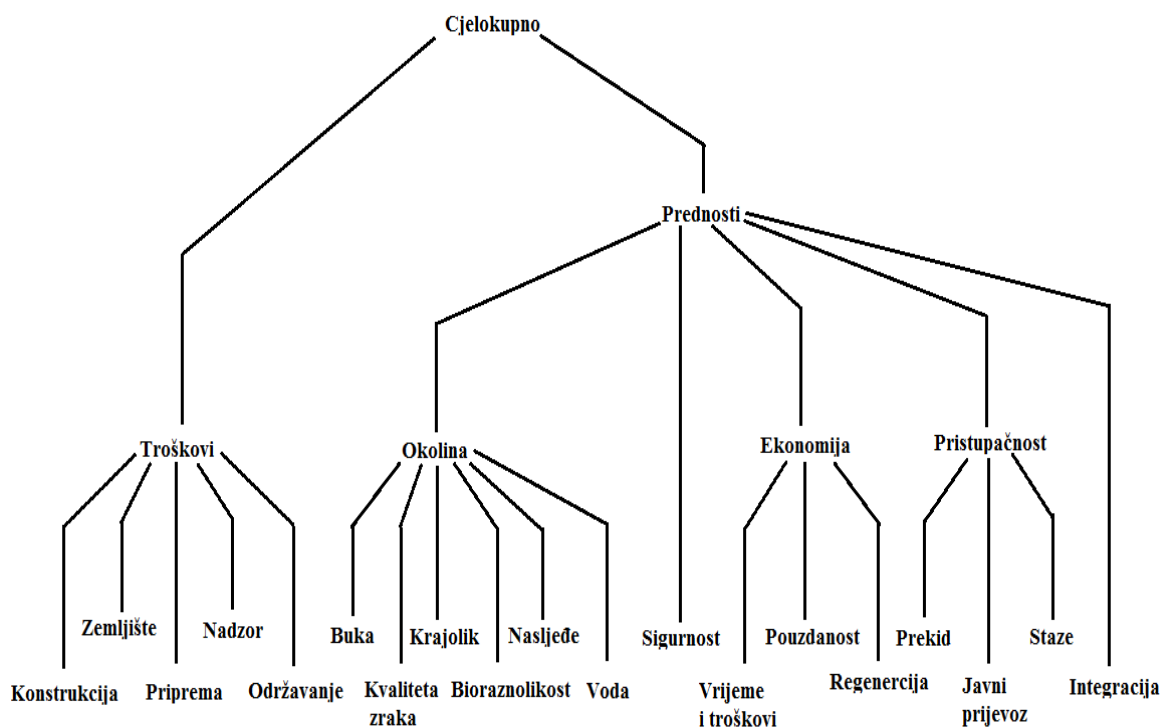 Cjelokupno
Prednosti
Troškovi
Okolina
Ekonomija
Pristupačnost
Zemljište
Nadzor
Buka
Krajolik
Nasljeđe
Sigurnost
Pouzdanost
Prekid
Staze
Konstrukcija
Priprema
Održavanje
Kvaliteta
zraka
Bioraznolikost
Voda
Vrijeme
i troškovi
Regenercija
Javni
prijevoz
Integracija